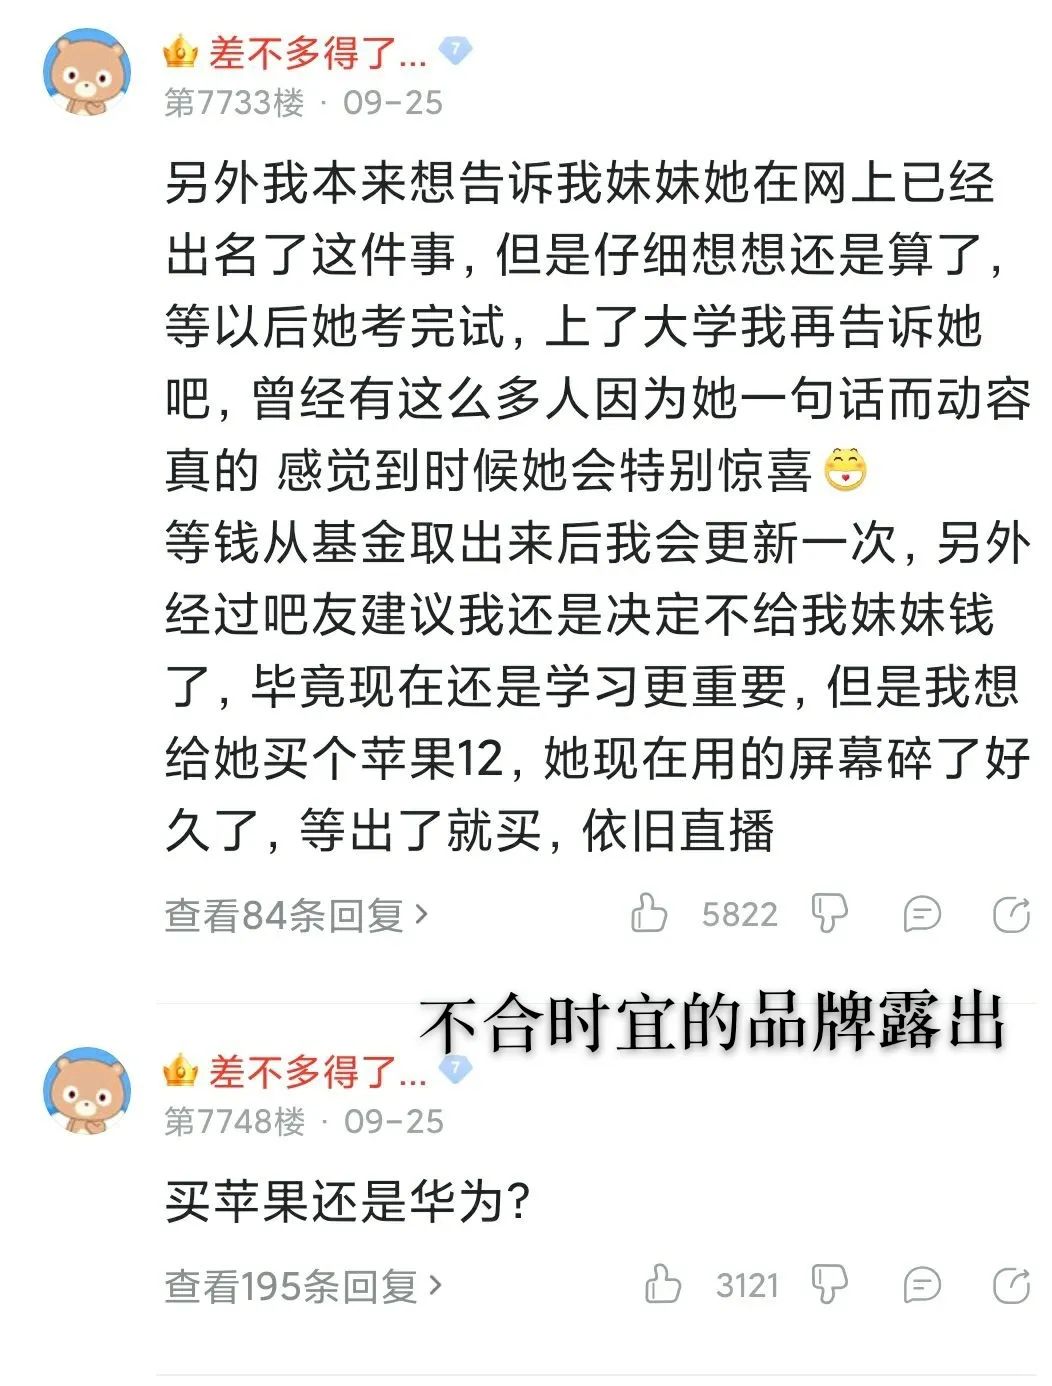 差不多得了... 7
第7733楼 · 09-25
另外我本来想告诉我妹妹她在网上已经
出名了这件事，但是仔细想想还是算了，
等以后她考完试，上了大学我再告诉她
吧，曾经有这么多人因为她一句话而动容
真的 感觉到时候她会特别惊喜
等钱从基金取出来后我会更新一次，另外
经过吧友建议我还是决定不给我妹妹钱
了，毕竟现在还是学习更重要，但是我想
给她买个苹果12，她现在用的屏幕碎了好
久了，等出了就买，依旧直播
查看84条回复 > 5822
不合时宜的品牌露出
差不多得了... 7
第7748楼 · 09-25
买苹果还是华为?
查看195条回复 > 3121